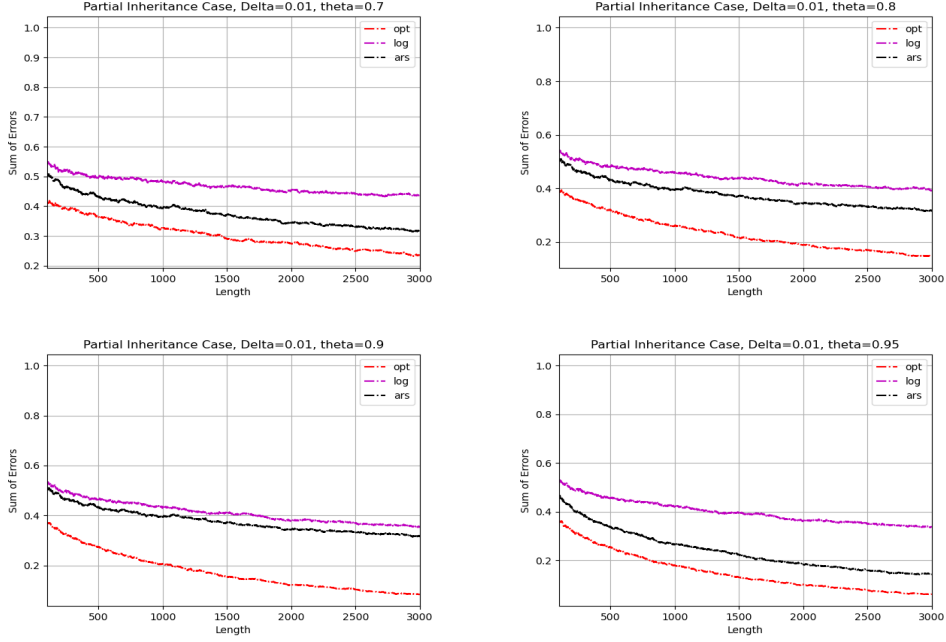 Partial Inheritance Case, Delta=0.01, theta=0.7
1.0
0.9
0.8
0.7
0.6
0.5
0.4
0.3
0.2
Sum of Errors
opt
log
ars
500 1000 1500 2000 2500 3000
Length
Partial Inheritance Case, Delta=0.01, theta=0.8
1.0
0.8
0.6
0.4
0.2
Sum of Errors
opt
log
ars
500 1000 1500 2000 2500 3000
Length
Partial Inheritance Case, Delta=0.01, theta=0.9
1.0
0.8
0.6
0.4
0.2
Sum of Errors
opt
log
ars
500 1000 1500 2000 2500 3000
Length
Partial Inheritance Case, Delta=0.01, theta=0.95
1.0
0.8
0.6
0.4
0.2
Sum of Errors
opt
log
ars
500 1000 1500 2000 2500 3000
Length